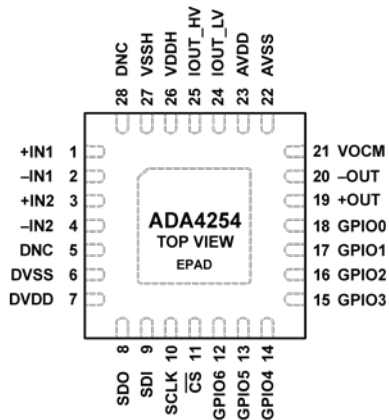 28 DNC
27 VSSH
26 VDDH
25 IOUT_HV
24 IOUT_LV
23 AVDD
22 AVSS
+IN1 1
–IN1 2
+IN2 3
–IN2 4
DNC 5
DVSS 6
DVDD 7
ADA4254
TOP VIEW
EPAD
21 VOCM
20 –OUT
19 +OUT
18 GPIO0
17 GPIO1
16 GPIO2
15 GPIO3
SDO 8
SDI 9
SCLK 10
CS 11
GPIO6 12
GPIO5 13
GPIO4 14